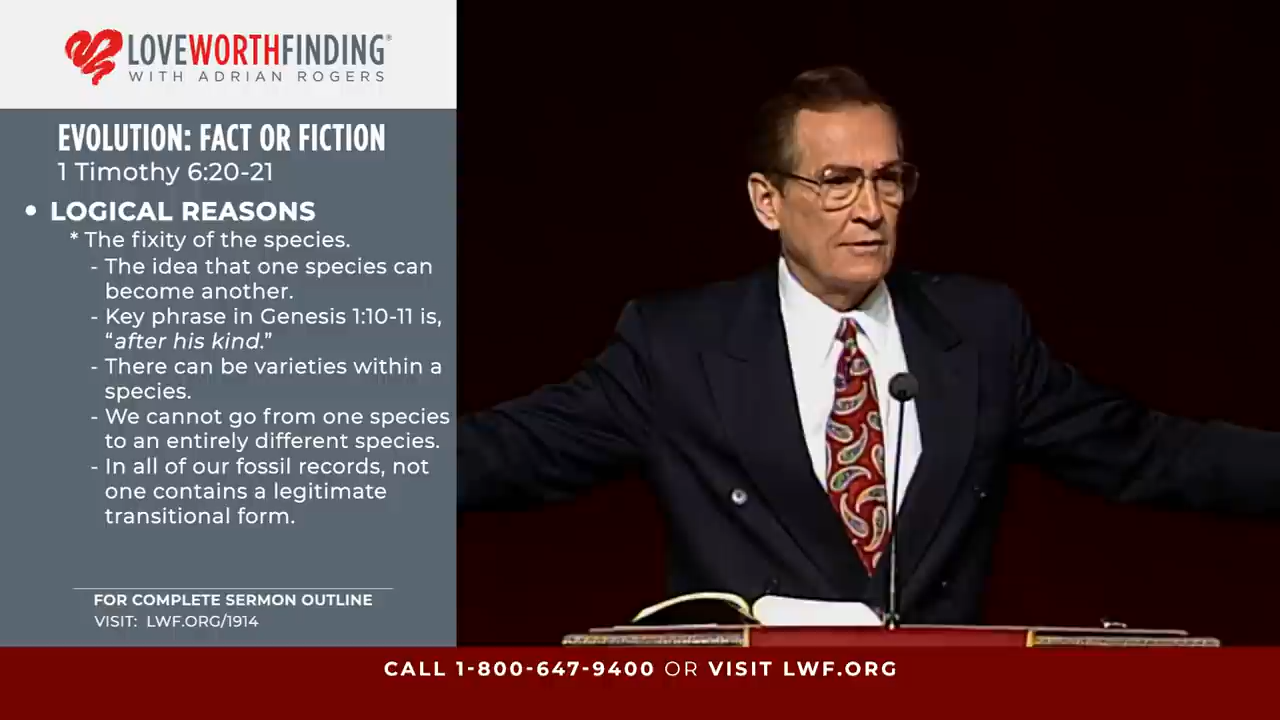 LOVEWORTHFINDING®
WITH ADRIAN ROGERS
EVOLUTION: FACT OR FICTION
1 Timothy 6:20-21
• LOGICAL REASONS
* The fixity of the species.
- The idea that one species can
become another.
- Key phrase in Genesis 1:10-11 is,
“after his kind.”
- There can be varieties within a
species.
- We cannot go from one species
to an entirely different species.
- In all of our fossil records, not
one contains a legitimate
transitional form.
FOR COMPLETE SERMON OUTLINE
VISIT: LWF.ORG/1914
CALL 1-800-647-9400 OR VISIT LWF.ORG